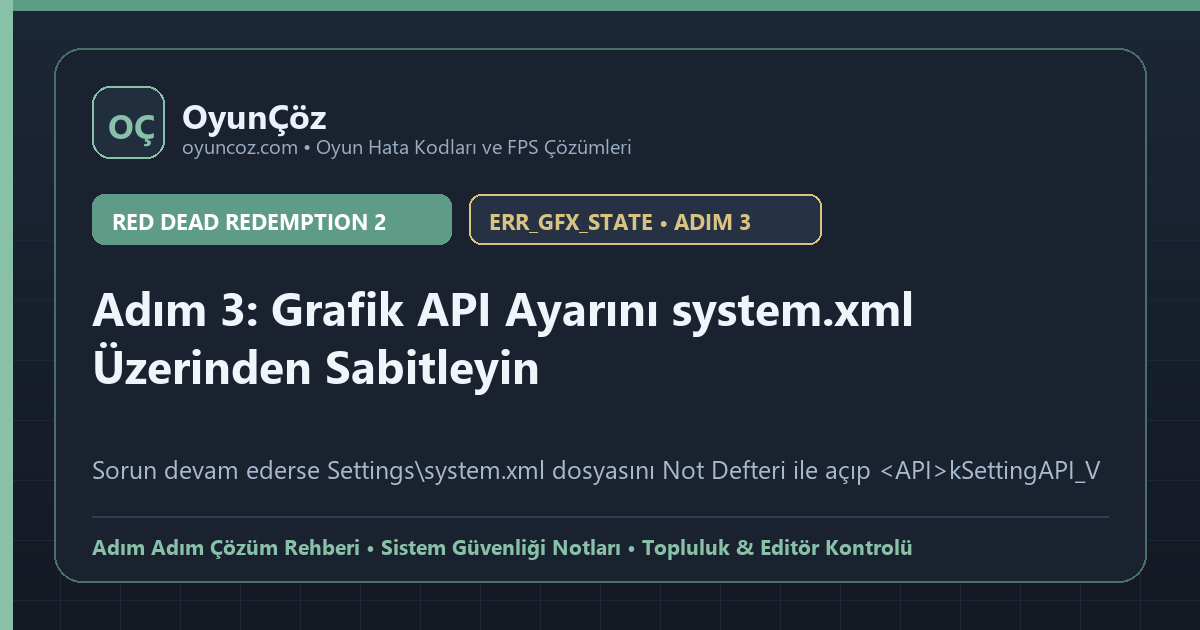 OÇ
OyunÇöz
oyuncoz.com • Oyun Hata Kodları ve FPS Çözümleri
RED DEAD REDEMPTION 2
ERR_GFX_STATE • ADIM 3
Adım 3: Grafik API Ayarını system.xml
Üzerinden Sabitleyin
Sorun devam ederse Settings\system.xml dosyasını Not Defteri ile açıp <API>kSettingAPI_V
Adım Adım Çözüm Rehberi • Sistem Güvenliği Notları • Topluluk & Editör Kontrolü